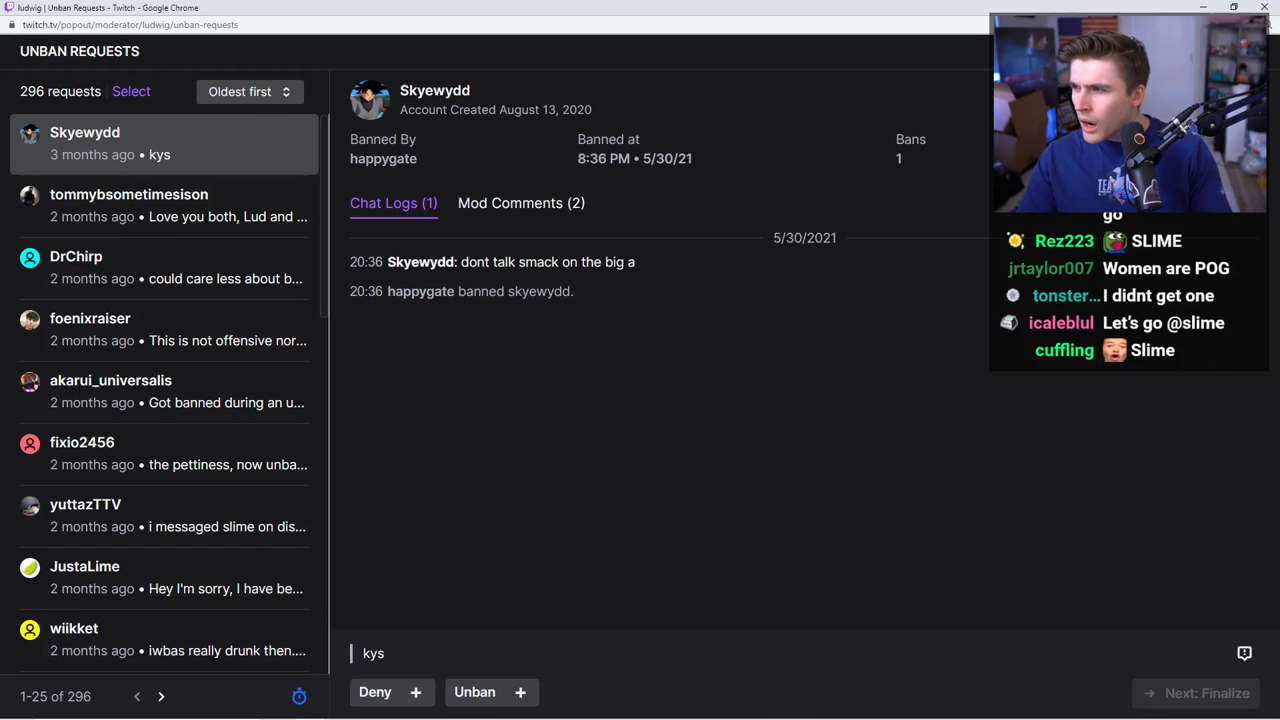 ludwig | Unban Requests - Twitch - Google Chrome
twitch.tv/popout/moderator/ludwig/unban-requests
UNBAN REQUESTS
296 requests Select Oldest first
Skyewydd
3 months ago • kys
tommybsometimesison
2 months ago • Love you both, Lud and ...
DrChirp
2 months ago • could care less about b...
foenixraiser
2 months ago • This is not offensive nor...
akarui_universalis
2 months ago • Got banned during an u...
fixio2456
2 months ago • the pettiness, now unba...
yuttazTTV
2 months ago • i messaged slime on dis...
JustaLime
2 months ago • Hey I'm sorry, I have be...
wiikket
2 months ago • iwbas really drunk then....
1-25 of 296
Skyewydd
Account Created August 13, 2020
Banned By Banned at Bans
happygate 8:36 PM • 5/30/21 1
Chat Logs (1) Mod Comments (2)
5/30/2021
20:36 Skyewydd: dont talk smack on the big a
20:36 happygate banned skyewydd.
kys
Deny + Unban + Next: Finalize
go
Rez223 SLIME
jrtaylor007 Women are POG
tonster... I didnt get one
icaleblul Let's go @slime
cuffling Slime